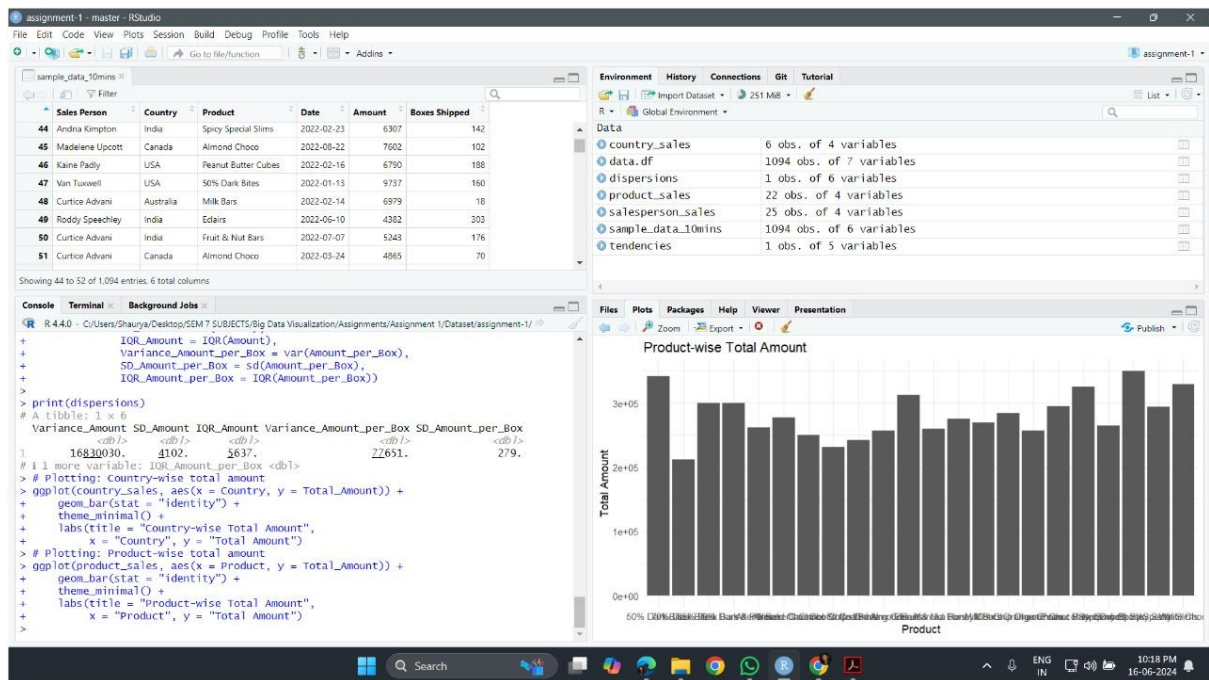 assignment-1 - master - RStudio
File Edit Code View Plots Session Build Debug Profile Tools Help
Go to file/function Addins
assignment-1
sample_data_10mins
Filter
Sales Person Country Product Date Amount Boxes Shipped
44 Andria Kimpton India Spicy Special Slims 2022-02-23 6307 142
45 Madelene Upcott Canada Almond Choco 2022-08-22 7602 102
46 Kaine Padly USA Peanut Butter Cubes 2022-02-16 6790 188
47 Van Tuxwell USA 50% Dark Bites 2022-01-13 9737 160
48 Curtice Advani Australia Milk Bars 2022-02-14 6979 18
49 Roddy Speechley India Eclairs 2022-06-10 4382 303
50 Curtice Advani India Fruit & Nut Bars 2022-07-07 5243 176
51 Curtice Advani Canada Almond Choco 2022-03-24 4865 70
Showing 44 to 52 of 1,094 entries, 6 total columns
Console Terminal Background Jobs
R 4.4.0 · C:/Users/Shaurya/Desktop/SEM 7 SUBJECTS/Big Data Visualization/Assignments/Assignment 1/Dataset/assignment-1/
+ IQR_Amount = IQR(Amount),
+ Variance_Amount_per_Box = var(Amount_per_Box),
+ SD_Amount_per_Box = sd(Amount_per_Box),
+ IQR_Amount_per_Box = IQR(Amount_per_Box))
>
> print(dispersions)
# A tibble: 1 × 6
Variance_Amount SD_Amount IQR_Amount Variance_Amount_per_Box SD_Amount_per_Box
<dbl> <dbl> <dbl> <dbl> <dbl>
1 16830030. 4102. 5637. 77651. 279.
# ℹ 1 more variable: IQR_Amount_per_Box <dbl>
> # Plotting: Country-wise total amount
> ggplot(country_sales, aes(x = Country, y = Total_Amount)) +
+ geom_bar(stat = "identity") +
+ theme_minimal() +
+ labs(title = "Country-wise Total Amount",
+ x = "Country", y = "Total Amount")
> # Plotting: Product-wise total amount
> ggplot(product_sales, aes(x = Product, y = Total_Amount)) +
+ geom_bar(stat = "identity") +
+ theme_minimal() +
+ labs(title = "Product-wise Total Amount",
+ x = "Product", y = "Total Amount")
>
Environment History Connections Git Tutorial
Import Dataset 251 MiB List
R Global Environment
Data
country_sales 6 obs. of 4 variables
data.df 1094 obs. of 7 variables
dispersions 1 obs. of 6 variables
product_sales 22 obs. of 4 variables
salesperson_sales 25 obs. of 4 variables
sample_data_10mins 1094 obs. of 6 variables
tendencies 1 obs. of 5 variables
Files Plots Packages Help Viewer Presentation
Zoom Export Publish
Product-wise Total Amount
Total Amount
3e+05
2e+05
1e+05
0e+00
50%
Product
Search
ENG
IN
10:18 PM
16-06-2024